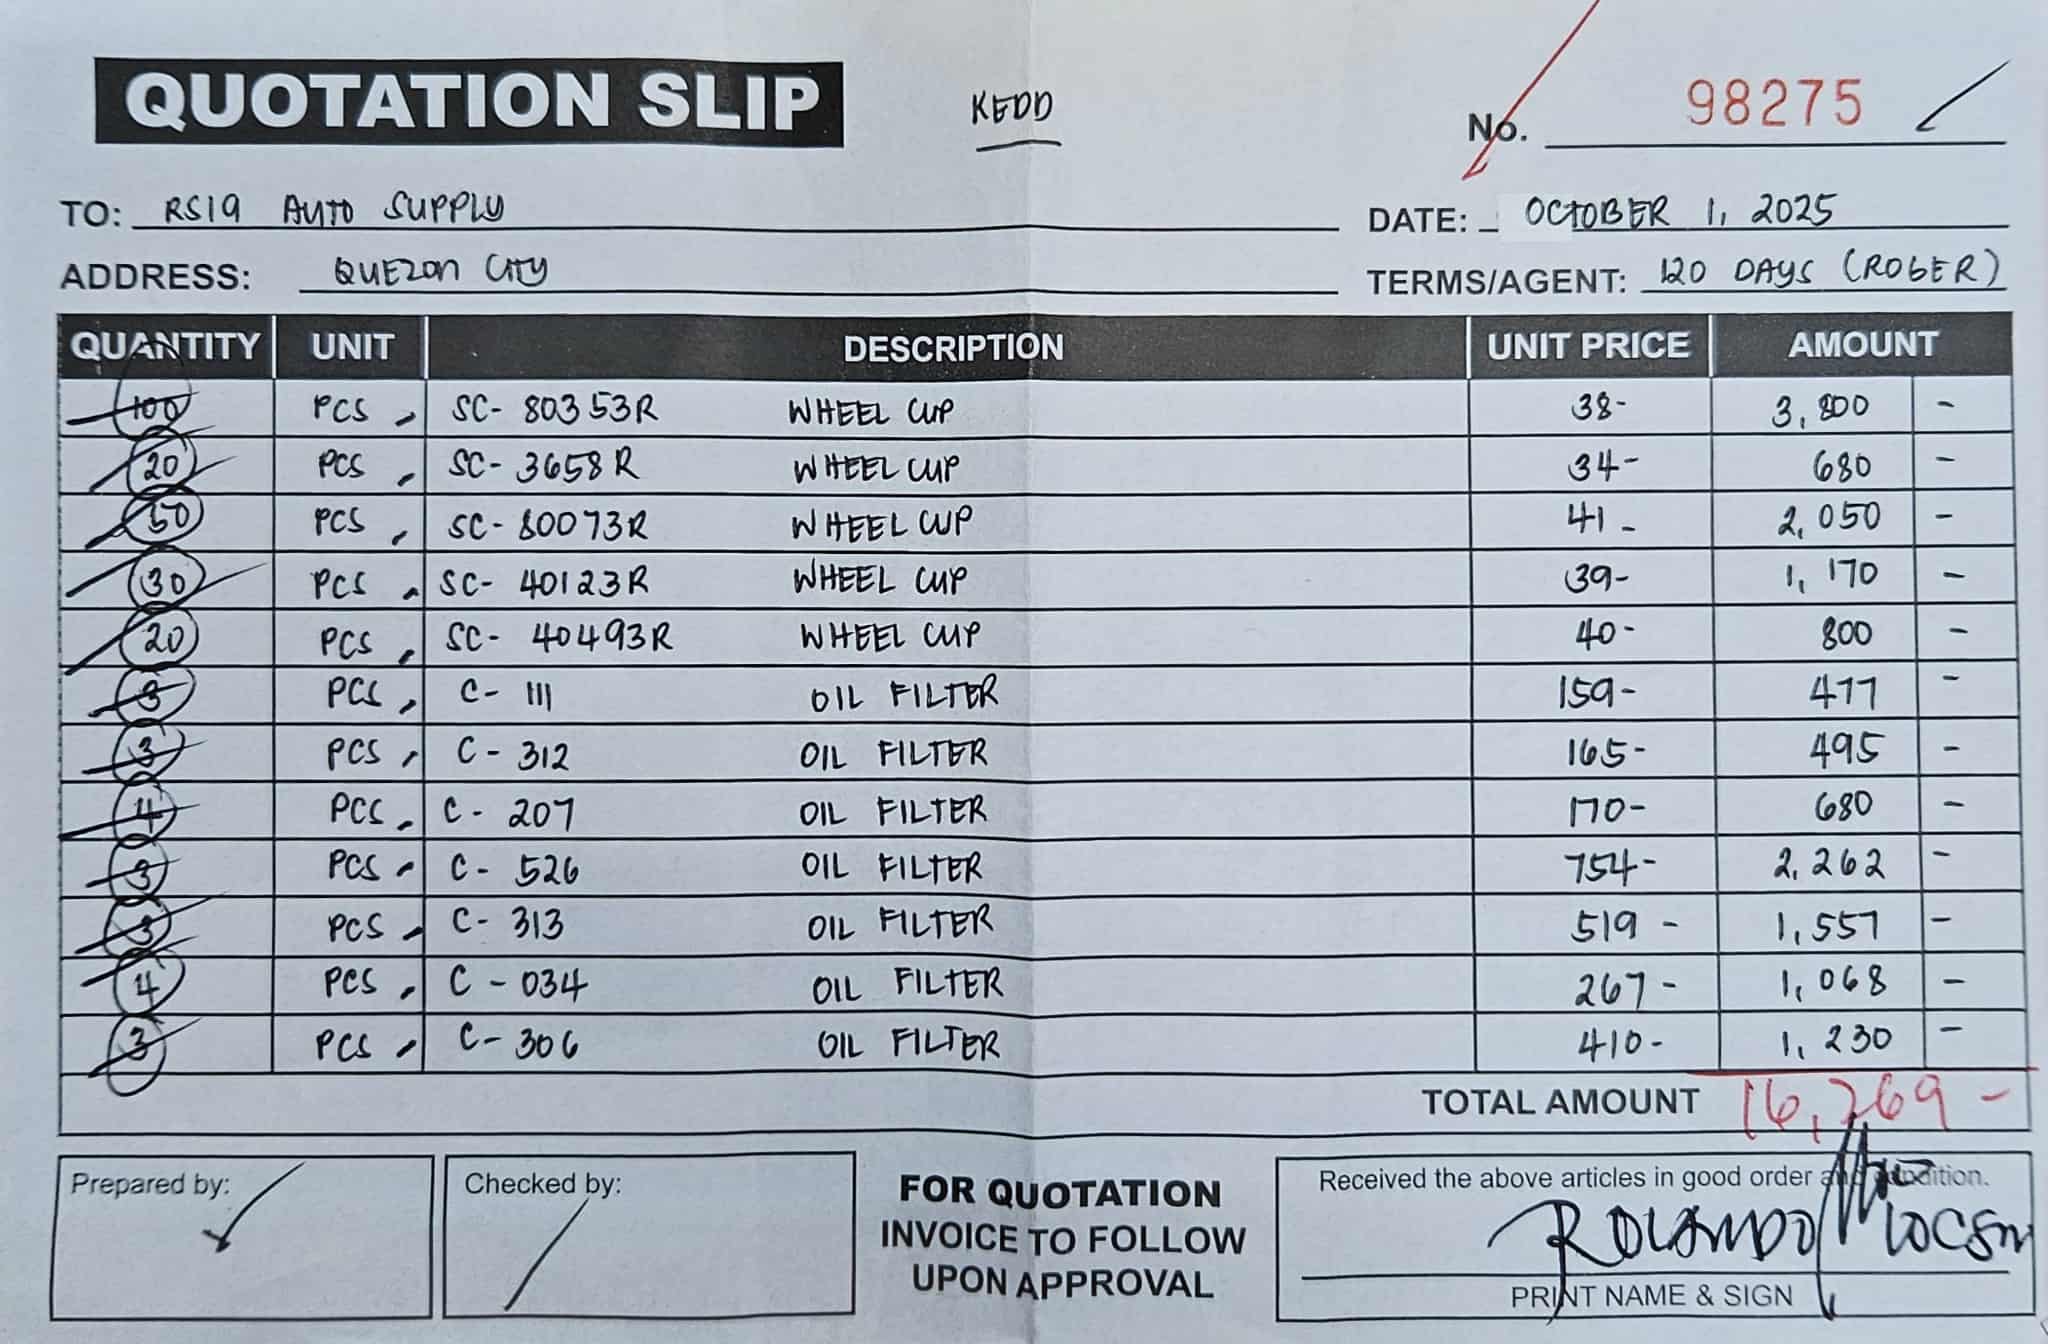 QUOTATION SLIP KEDD No. 98275
TO: RS19 AUTO SUPPLY DATE: OCTOBER 1, 2025
ADDRESS: QUEZON CITY TERMS/AGENT: 120 DAYS (ROGER)
QUANTITY UNIT DESCRIPTION UNIT PRICE AMOUNT
100 PCS SC-80353R WHEEL CUP 38- 3,800 -
20 PCS SC-3658R WHEEL CUP 34- 680 -
50 PCS SC-80073R WHEEL CUP 41- 2,050 -
30 PCS SC-40123R WHEEL CUP 39- 1,170 -
20 PCS SC-40493R WHEEL CUP 40- 800 -
3 PCS C-111 OIL FILTER 159- 477 -
3 PCS C-312 OIL FILTER 165- 495 -
4 PCS C-207 OIL FILTER 170- 680 -
3 PCS C-526 OIL FILTER 754- 2,262 -
3 PCS C-313 OIL FILTER 519- 1,557 -
4 PCS C-034 OIL FILTER 267- 1,068 -
3 PCS C-306 OIL FILTER 410- 1,230 -
TOTAL AMOUNT 16,269-
Prepared by:
Checked by:
FOR QUOTATION
INVOICE TO FOLLOW
UPON APPROVAL
Received the above articles in good order and condition.
ROLANDO LOCSIN
PRINT NAME & SIGN